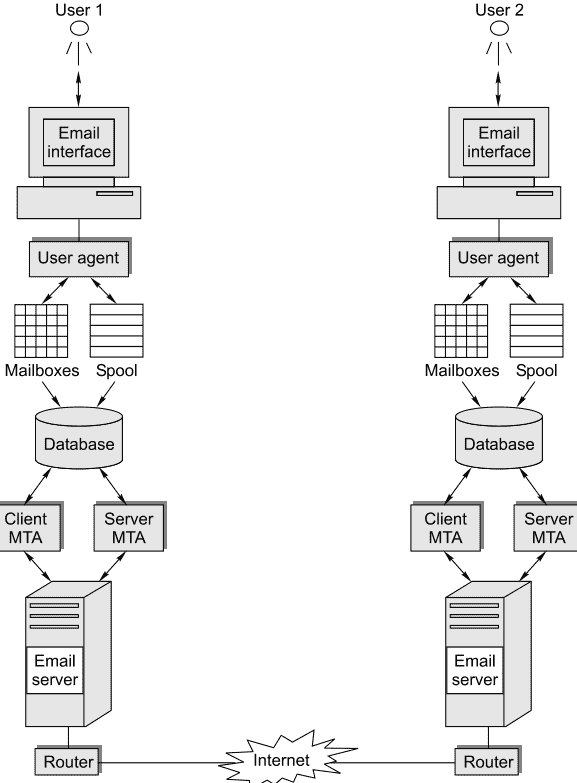 User 1
User 2
Email
interface
Email
interface
User agent
User agent
Mailboxes Spool
Mailboxes Spool
Database
Database
Client
MTA
Server
MTA
Client
MTA
Server
MTA
Email
server
Email
server
Router
Internet
Router